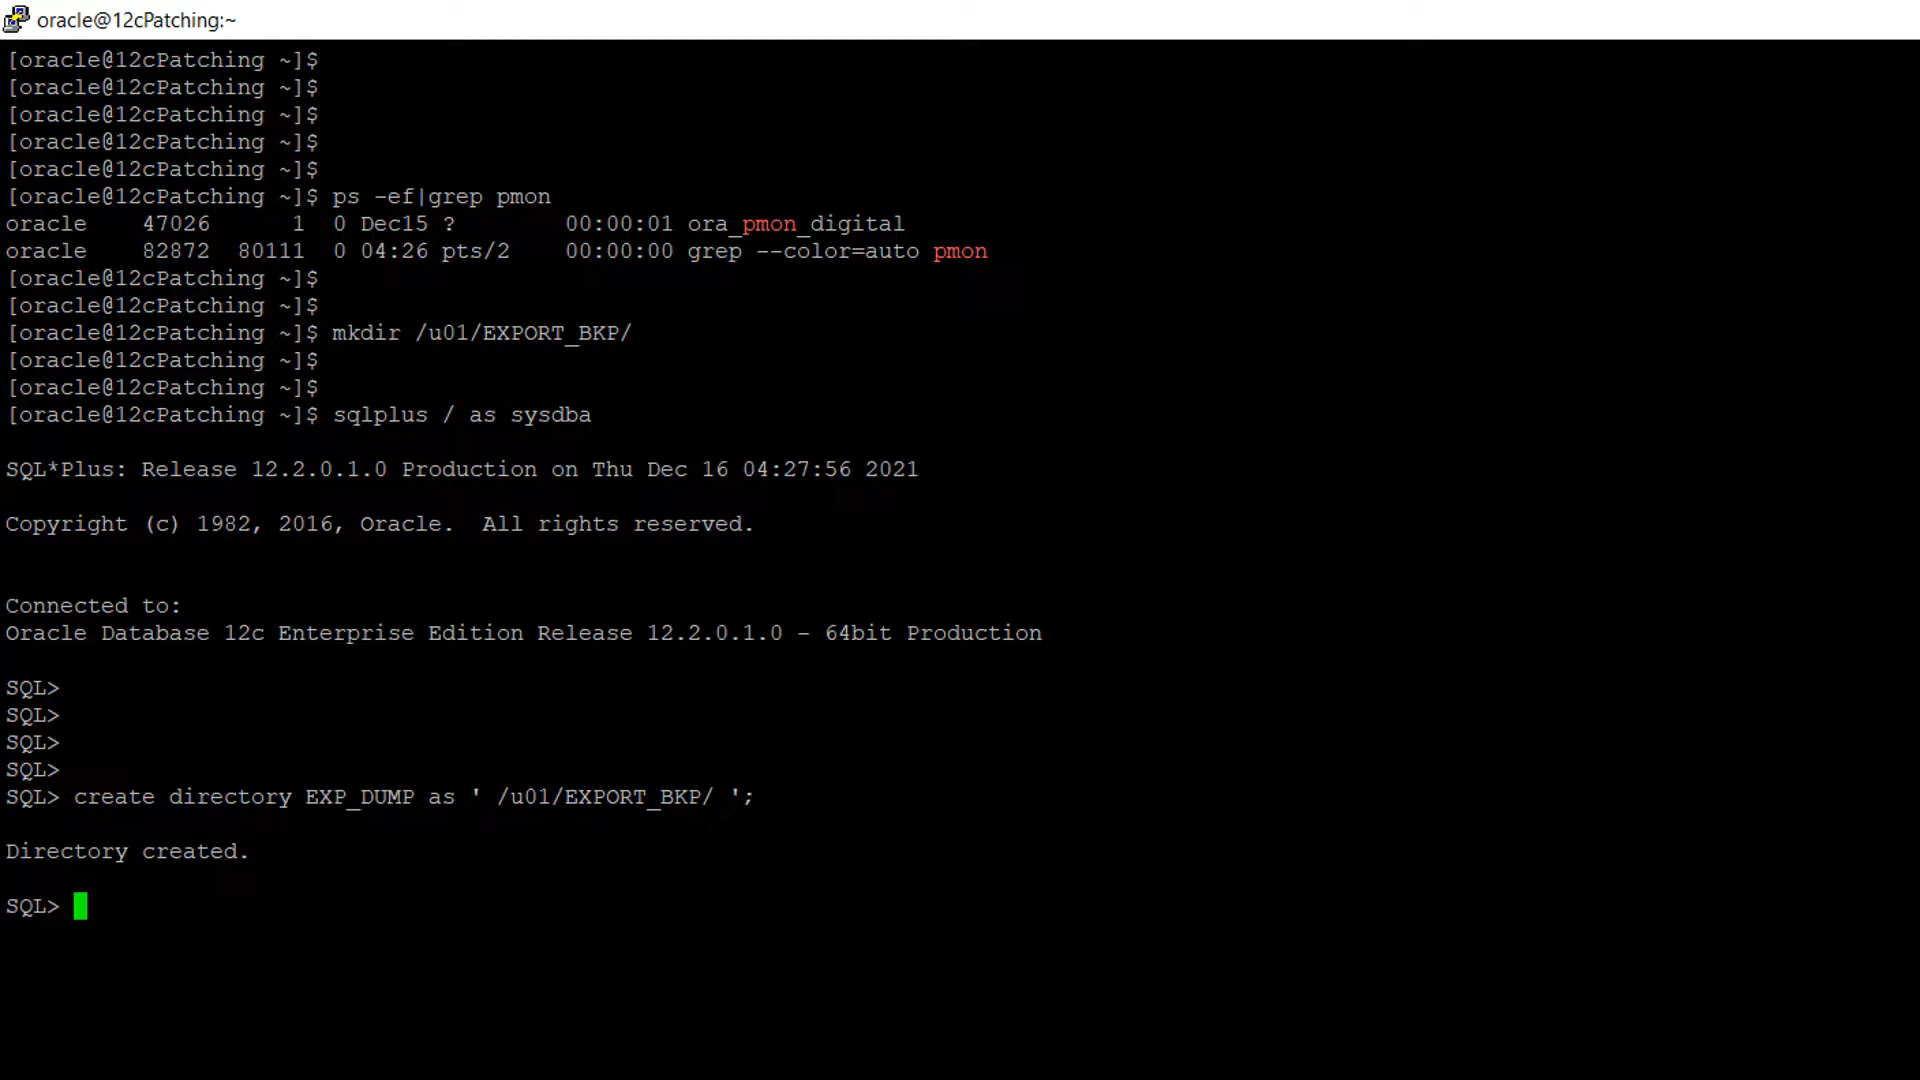 oracle@12cPatching:~
[oracle@12cPatching ~]$
[oracle@12cPatching ~]$
[oracle@12cPatching ~]$
[oracle@12cPatching ~]$
[oracle@12cPatching ~]$
[oracle@12cPatching ~]$ ps -ef|grep pmon
oracle    47026      1  0 Dec15 ?        00:00:01 ora_pmon_digital
oracle    82872  80111  0 04:26 pts/2    00:00:00 grep --color=auto pmon
[oracle@12cPatching ~]$
[oracle@12cPatching ~]$
[oracle@12cPatching ~]$ mkdir /u01/EXPORT_BKP/
[oracle@12cPatching ~]$
[oracle@12cPatching ~]$
[oracle@12cPatching ~]$ sqlplus / as sysdba
SQL*Plus: Release 12.2.0.1.0 Production on Thu Dec 16 04:27:56 2021
Copyright (c) 1982, 2016, Oracle.  All rights reserved.
Connected to:
Oracle Database 12c Enterprise Edition Release 12.2.0.1.0 - 64bit Production
SQL>
SQL>
SQL>
SQL>
SQL> create directory EXP_DUMP as ' /u01/EXPORT_BKP/ ';
Directory created.
SQL>